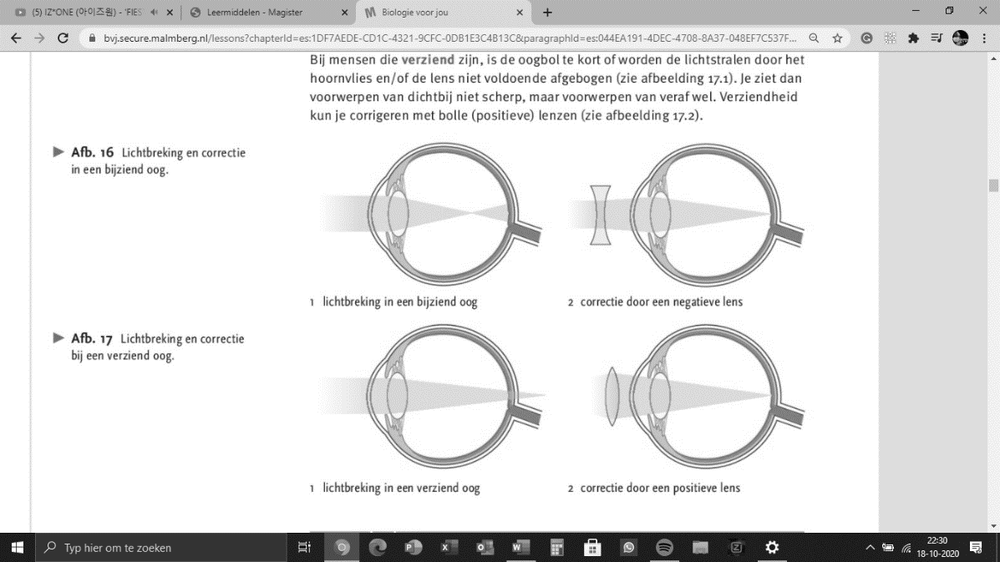 (5) IZ*ONE (아이즈원) - 'FIES
Leermiddelen - Magister
Biologie voor jou
bvj.secure.malmberg.nl/lessons?chapterId=es:1DF7AEDE-CD1C-4321-9CFC-0DB1E3C4B13C&paragraphId=es:044EA191-4DEC-4708-8A37-048EF7C537F...
Bij mensen die verziend zijn, is de oogbol te kort of worden de lichtstralen door het
hoornvlies en/of de lens niet voldoende afgebogen (zie afbeelding 17.1). Je ziet dan
voorwerpen van dichtbij niet scherp, maar voorwerpen van veraf wel. Verziendheid
kun je corrigeren met bolle (positieve) lenzen (zie afbeelding 17.2).
Afb. 16 Lichtbreking en correctie
in een bijziend oog.
1 lichtbreking in een bijziend oog
2 correctie door een negatieve lens
Afb. 17 Lichtbreking en correctie
bij een verziend oog.
1 lichtbreking in een verziend oog
2 correctie door een positieve lens
Typ hier om te zoeken
22:30
18-10-2020